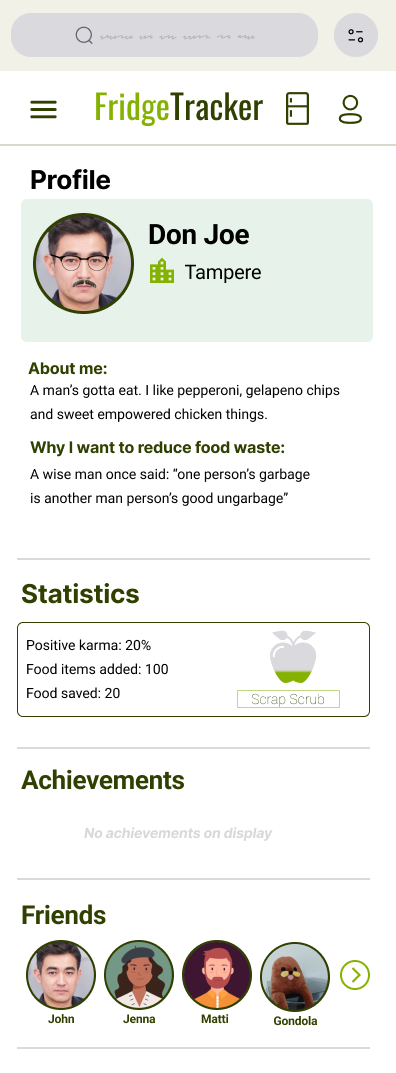 FridgeTracker
Profile
Don Joe
Tampere
About me:
A man's gotta eat. I like pepperoni, gelapeno chips
and sweet empowered chicken things.
Why I want to reduce food waste:
A wise man once said: “one person's garbage
is another man person's good ungarbage”
Statistics
Positive karma: 20%
Food items added: 100
Food saved: 20
Scrap Scrub
Achievements
No achievements on display
Friends
John
Jenna
Matti
Gondola